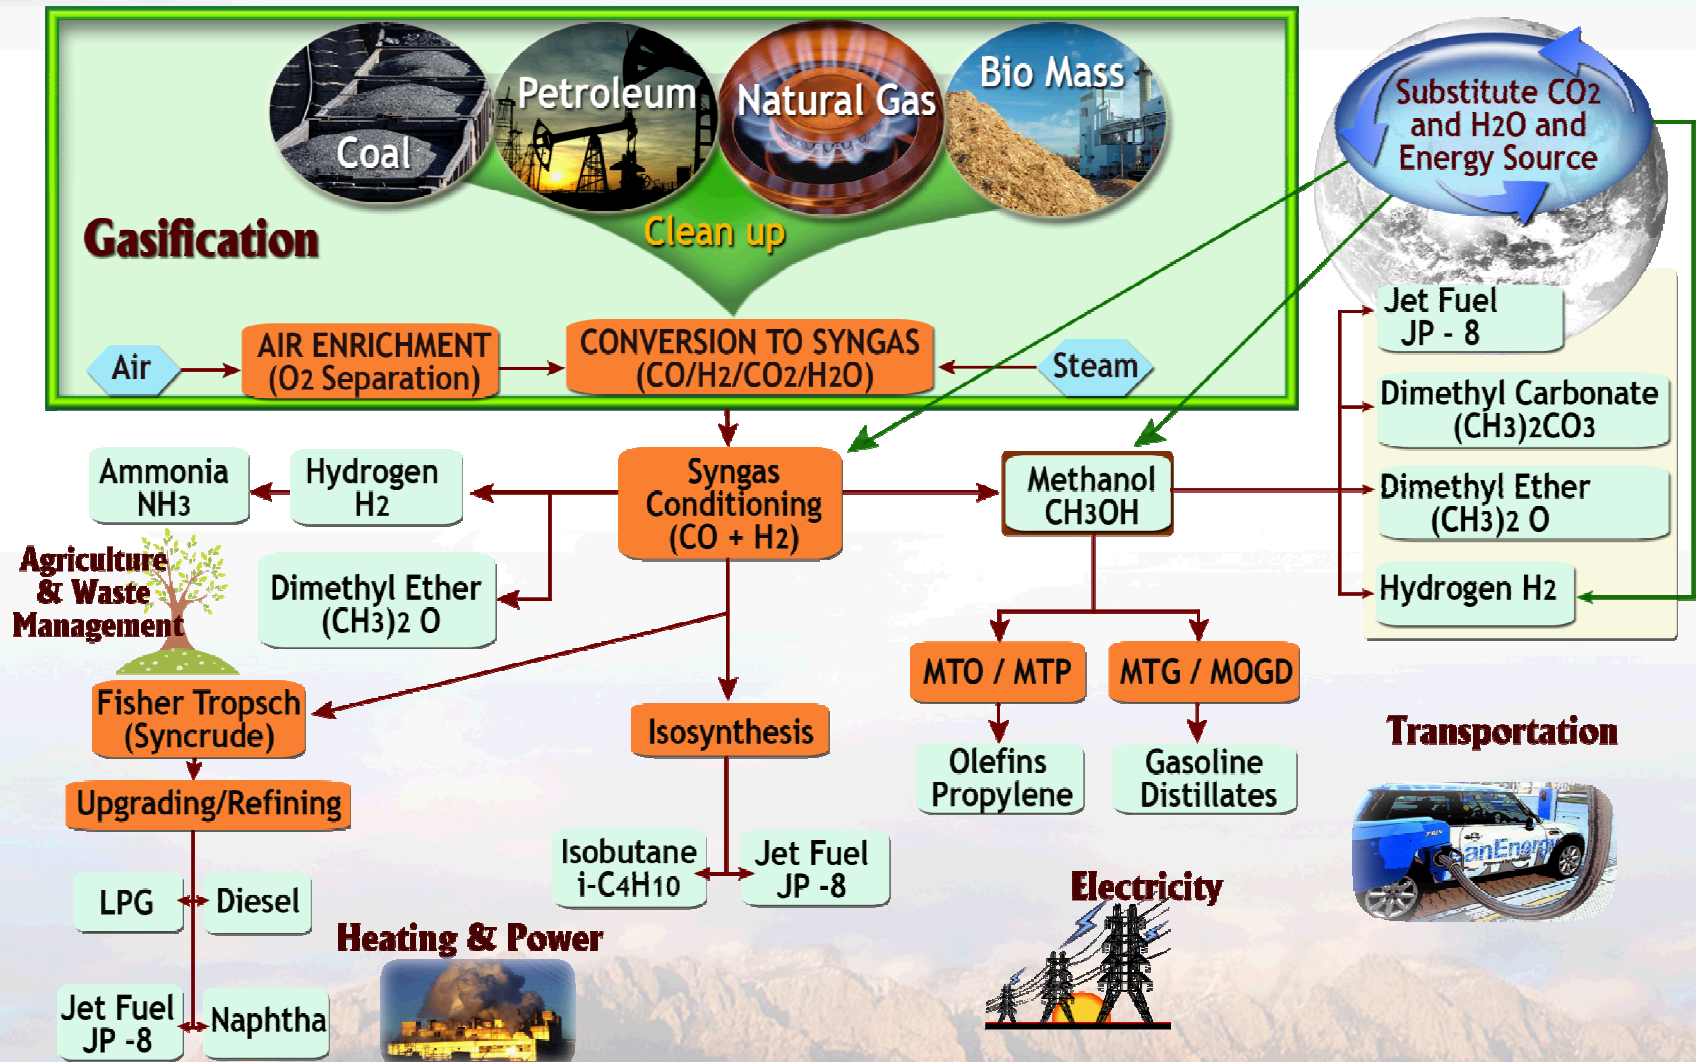 Coal
Petroleum
Natural Gas
Bio Mass
Substitute CO2
and H2O and
Energy Source
Gasification
Clean up
Air
AIR ENRICHMENT
(O2 Separation)
CONVERSION TO SYNGAS
(CO/H2/CO2/H2O)
Steam
Jet Fuel
JP - 8
Dimethyl Carbonate
(CH3)2CO3
Dimethyl Ether
(CH3)2 O
Hydrogen H2
Ammonia
NH3
Hydrogen
H2
Syngas
Conditioning
(CO + H2)
Methanol
CH3OH
Agriculture
& Waste
Management
Dimethyl Ether
(CH3)2 O
Fisher Tropsch
(Syncrude)
Isosynthesis
MTO / MTP
MTG / MOGD
Olefins
Propylene
Gasoline
Distillates
Transportation
anEnergy
Upgrading/Refining
Isobutane
i-C4H10
Jet Fuel
JP -8
LPG
Diesel
Electricity
Heating & Power
Jet Fuel
JP -8
Naphtha